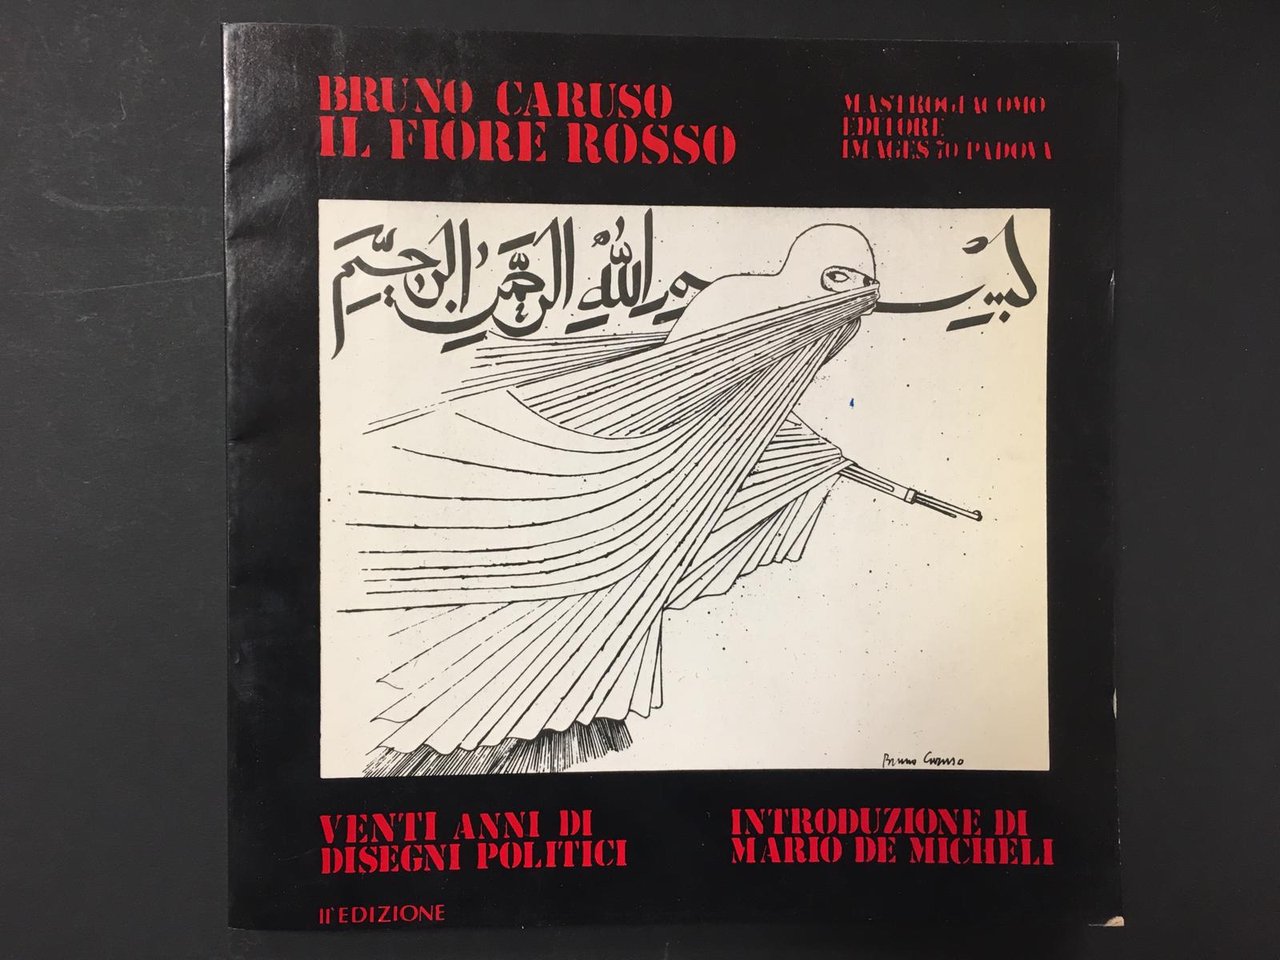 BRUNO CARUSO
IL FIORE ROSSO
MASTROGIACOMO
EDITORE
IMAGES 70 PADOVA
بسم الله الرحمن الرحيم
Bruno Caruso
VENTI ANNI DI
DISEGNI POLITICI
INTRODUZIONE DI
MARIO DE MICHELI
IIª EDIZIONE